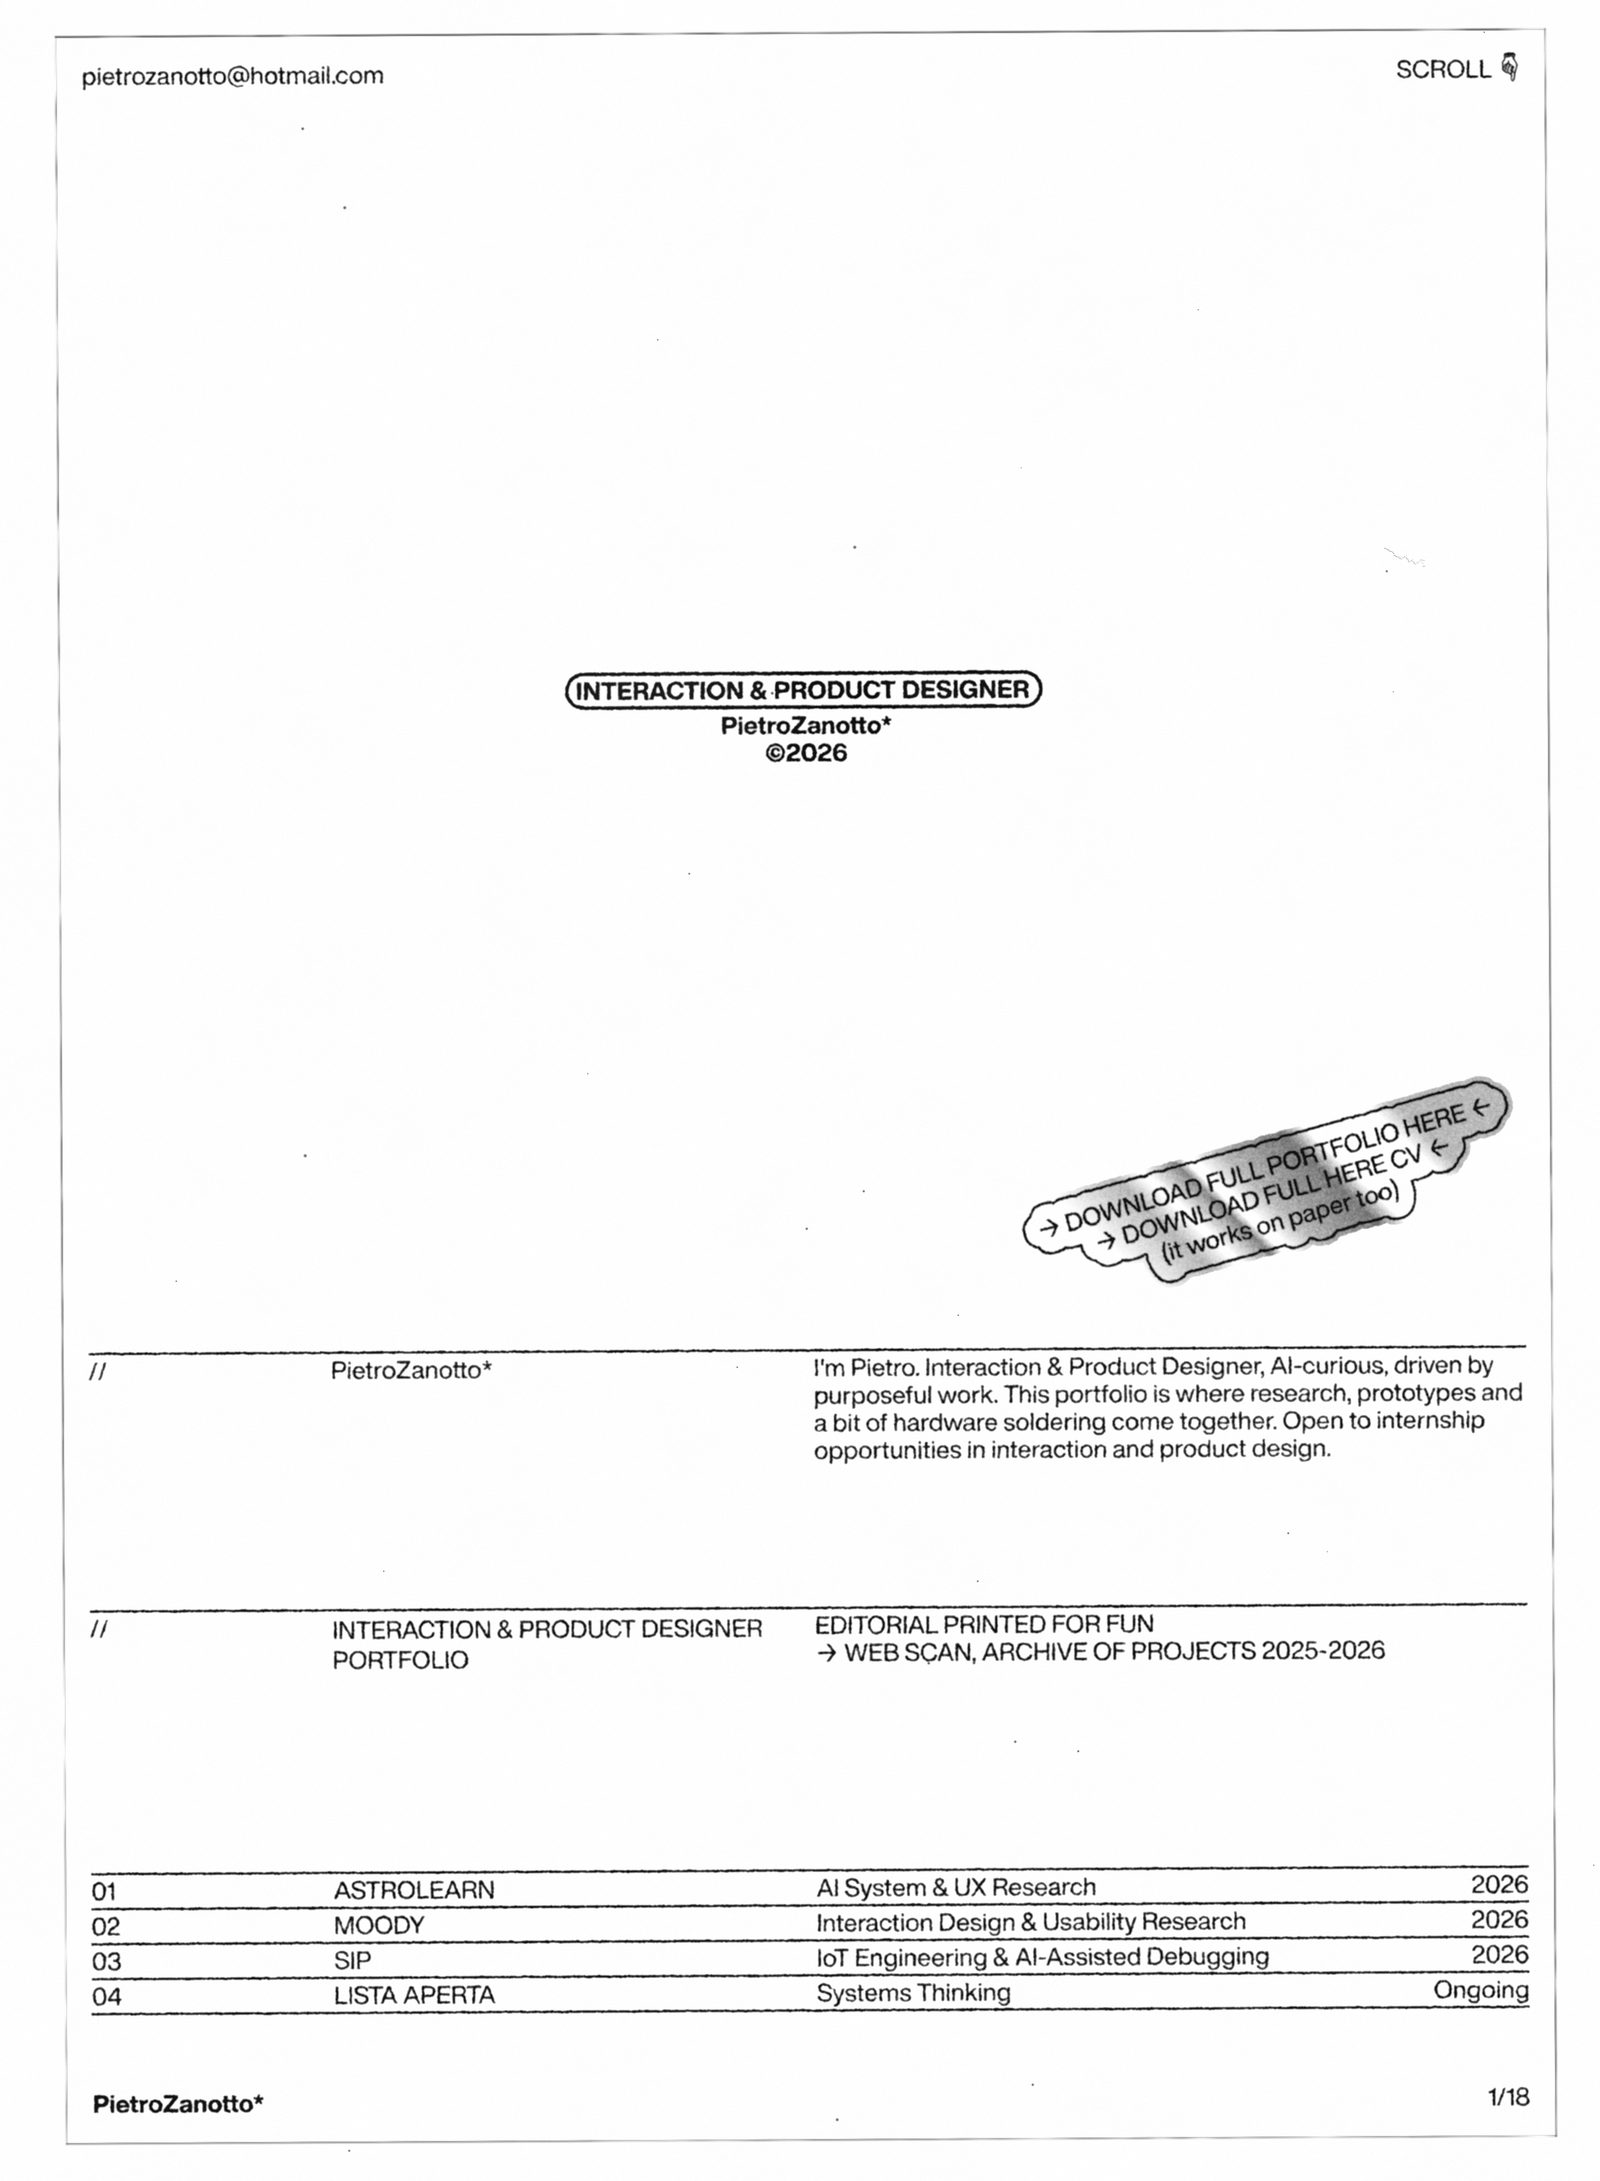 pietrozanotto@hotmail.com
SCROLL
INTERACTION & PRODUCT DESIGNER
PietroZanotto*
©2026
→ DOWNLOAD FULL PORTFOLIO HERE ←
→ DOWNLOAD FULL HERE CV ←
(it works on paper too)
// PietroZanotto*
I'm Pietro. Interaction & Product Designer, AI-curious, driven by
purposeful work. This portfolio is where research, prototypes and
a bit of hardware soldering come together. Open to internship
opportunities in interaction and product design.
// INTERACTION & PRODUCT DESIGNER
PORTFOLIO
EDITORIAL PRINTED FOR FUN
→ WEB SCAN, ARCHIVE OF PROJECTS 2025-2026
01 ASTROLEARN AI System & UX Research 2026
02 MOODY Interaction Design & Usability Research 2026
03 SIP IoT Engineering & AI-Assisted Debugging 2026
04 LISTA APERTA Systems Thinking Ongoing
PietroZanotto* 1/18